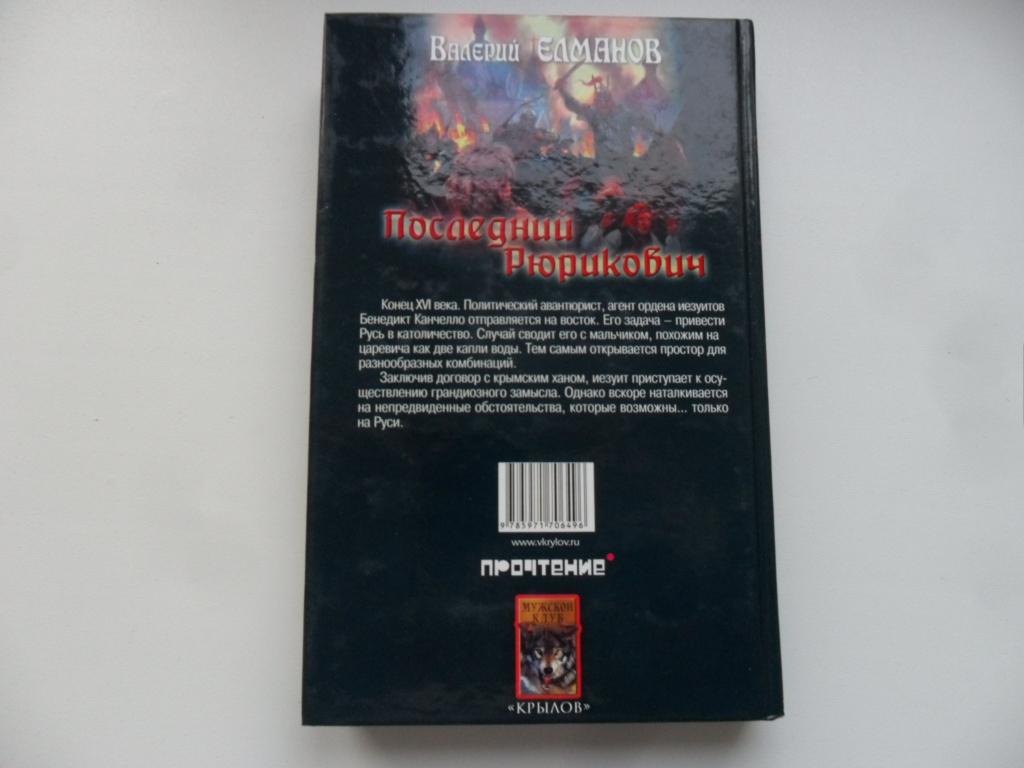 Валерий ЕЛМАНОВ
Последний
Рюрикович
Конец XVI века. Политический авантюрист, агент ордена иезуитов
Бенедикт Канчелло отправляется на восток. Его задача – привести
Русь в католичество. Случай сводит его с мальчиком, похожим на
царевича как две капли воды. Тем самым открывается простор для
разнообразных комбинаций.
Заключив договор с крымским ханом, иезуит приступает к осу-
ществлению грандиозного замысла. Однако вскоре наталкивается
на непредвиденные обстоятельства, которые возможны... только
на Руси.
9 785971 706496
www.vkrylov.ru
прочтение
МУЖСКОЙ
КЛУБ
«КРЫЛОВ»